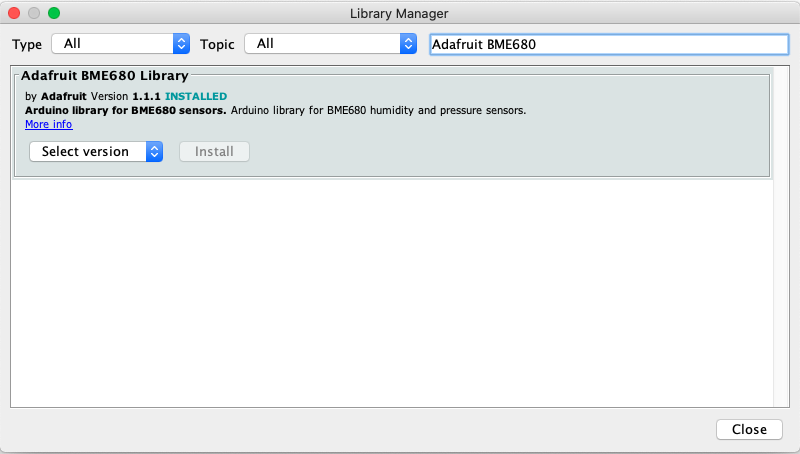 Library Manager
Type All Topic All Adafruit BME680
Adafruit BME680 Library
by Adafruit Version 1.1.1 INSTALLED
Arduino library for BME680 sensors. Arduino library for BME680 humidity and pressure sensors.
More info
Select version Install
Close